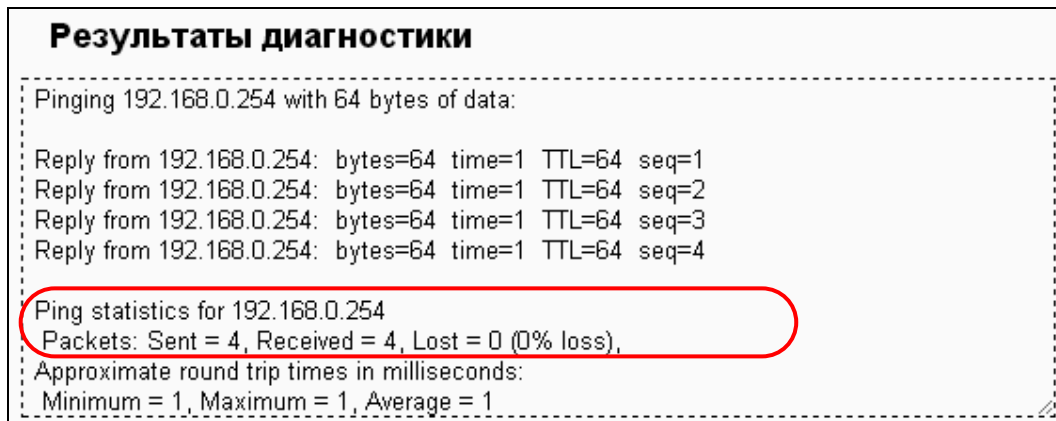 Результаты диагностики
Pinging 192.168.0.254 with 64 bytes of data:
Reply from 192.168.0.254: bytes=64 time=1 TTL=64 seq=1
Reply from 192.168.0.254: bytes=64 time=1 TTL=64 seq=2
Reply from 192.168.0.254: bytes=64 time=1 TTL=64 seq=3
Reply from 192.168.0.254: bytes=64 time=1 TTL=64 seq=4
Ping statistics for 192.168.0.254
Packets: Sent = 4, Received = 4, Lost = 0 (0% loss),
Approximate round trip times in milliseconds:
Minimum = 1, Maximum = 1, Average = 1